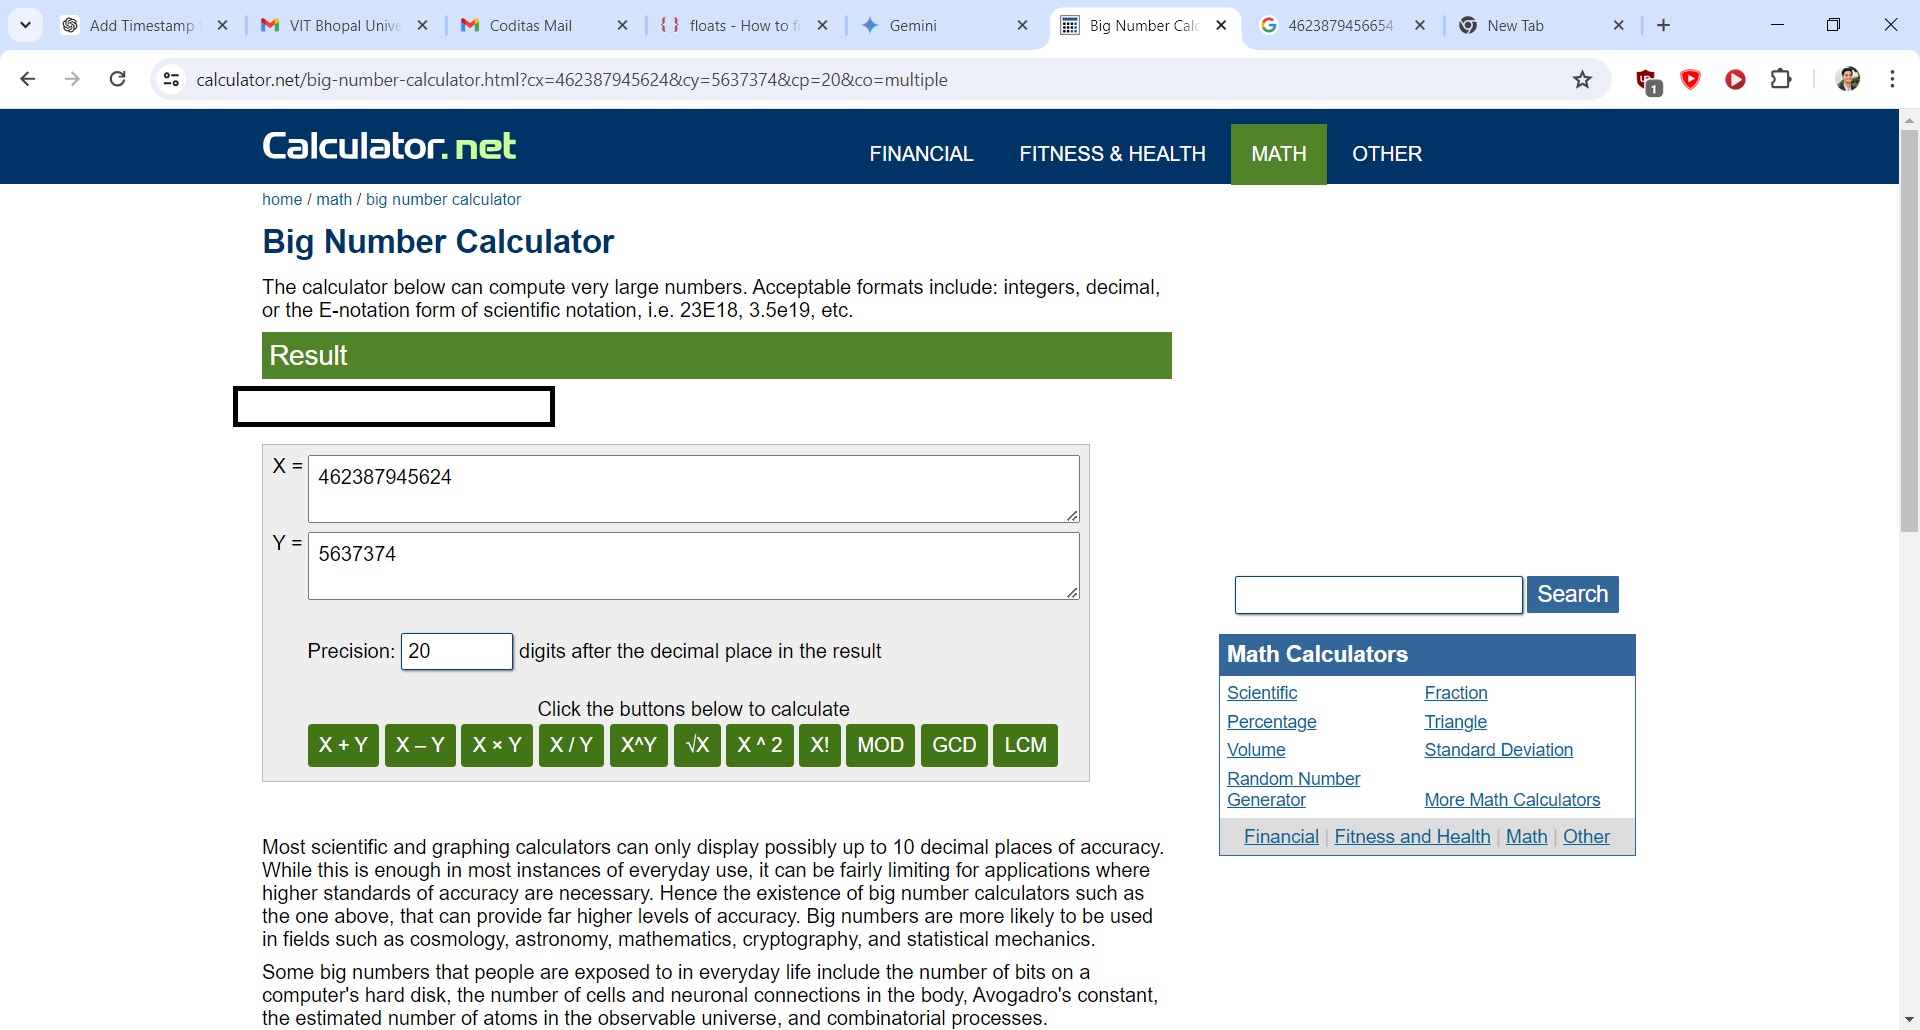 Add Timestamp
VIT Bhopal Unive
Coditas Mail
floats - How to fo
Gemini
Big Number Calc
4623879456654
New Tab
calculator.net/big-number-calculator.html?cx=462387945624&cy=5637374&cp=20&co=multiple
1
Calculator.net
FINANCIAL
FITNESS & HEALTH
MATH
OTHER
home / math / big number calculator
Big Number Calculator
The calculator below can compute very large numbers. Acceptable formats include: integers, decimal,
or the E-notation form of scientific notation, i.e. 23E18, 3.5e19, etc.
Result
X =
462387945624
Y =
5637374
Precision: 20 digits after the decimal place in the result
Click the buttons below to calculate
X + Y
X – Y
X × Y
X / Y
X^Y
√X
X ^ 2
X!
MOD
GCD
LCM
Search
Math Calculators
Scientific
Fraction
Percentage
Triangle
Volume
Standard Deviation
Random Number
Generator
More Math Calculators
Financial | Fitness and Health | Math | Other
Most scientific and graphing calculators can only display possibly up to 10 decimal places of accuracy.
While this is enough in most instances of everyday use, it can be fairly limiting for applications where
higher standards of accuracy are necessary. Hence the existence of big number calculators such as
the one above, that can provide far higher levels of accuracy. Big numbers are more likely to be used
in fields such as cosmology, astronomy, mathematics, cryptography, and statistical mechanics.
Some big numbers that people are exposed to in everyday life include the number of bits on a
computer's hard disk, the number of cells and neuronal connections in the body, Avogadro's constant,
the estimated number of atoms in the observable universe, and combinatorial processes.